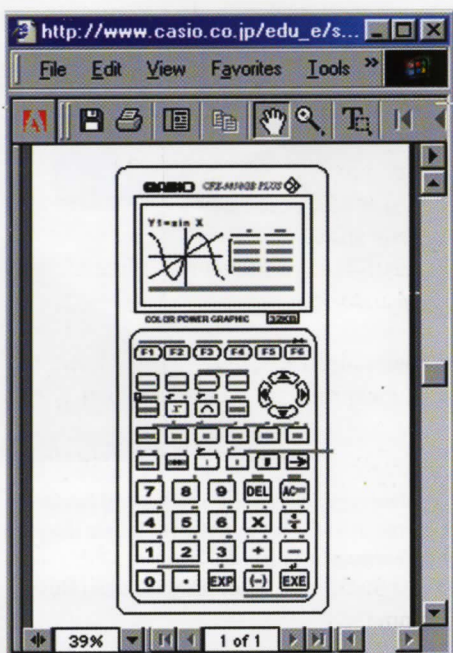 http://www.casio.co.jp/edu_e/s...
File Edit View Favorites Tools »
CASIO CFX-9850GB PLUS
Y1=sin X
COLOR POWER GRAPHIC 32KB
F1 F2 F3 F4 F5 F6
7 8 9 DEL AC
4 5 6 X ÷
1 2 3 + -
0 . EXP (-) EXE
39% 1 of 1